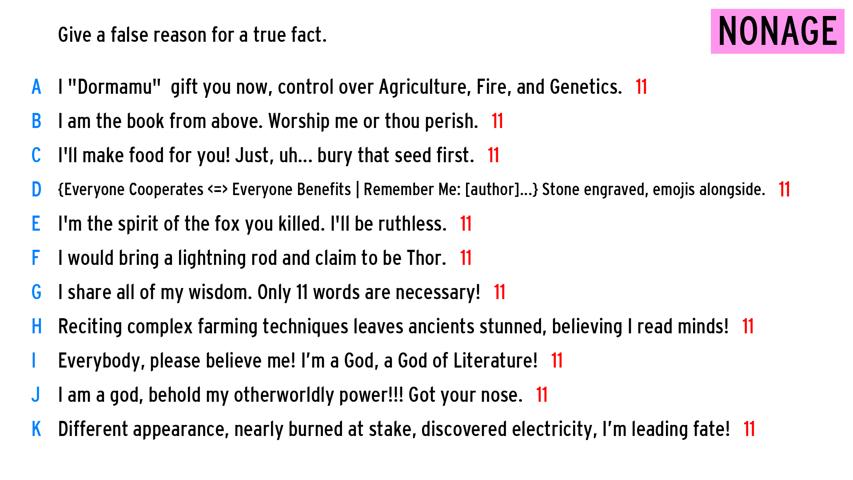 Give a false reason for a true fact.
NONAGE
A I "Dormamu"  gift you now, control over Agriculture, Fire, and Genetics. 11
B I am the book from above. Worship me or thou perish. 11
C I'll make food for you! Just, uh... bury that seed first. 11
D {Everyone Cooperates <=> Everyone Benefits | Remember Me: [author]...} Stone engraved, emojis alongside. 11
E I'm the spirit of the fox you killed. I'll be ruthless. 11
F I would bring a lightning rod and claim to be Thor. 11
G I share all of my wisdom. Only 11 words are necessary! 11
H Reciting complex farming techniques leaves ancients stunned, believing I read minds! 11
I Everybody, please believe me! I’m a God, a God of Literature! 11
J I am a god, behold my otherworldly power!!! Got your nose. 11
K Different appearance, nearly burned at stake, discovered electricity, I’m leading fate! 11